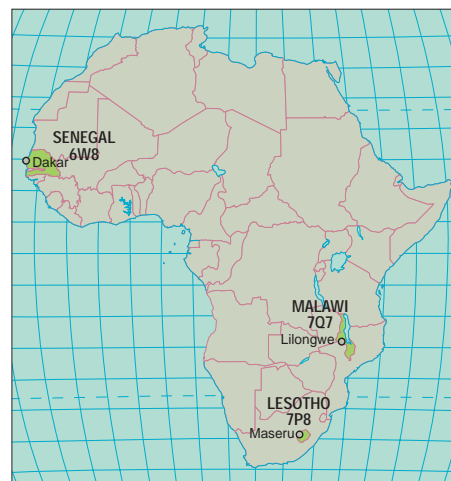 SENEGAL
6W8
Dakar
MALAWI
7Q7
Lilongwe
LESOTHO
7P8
Maseru